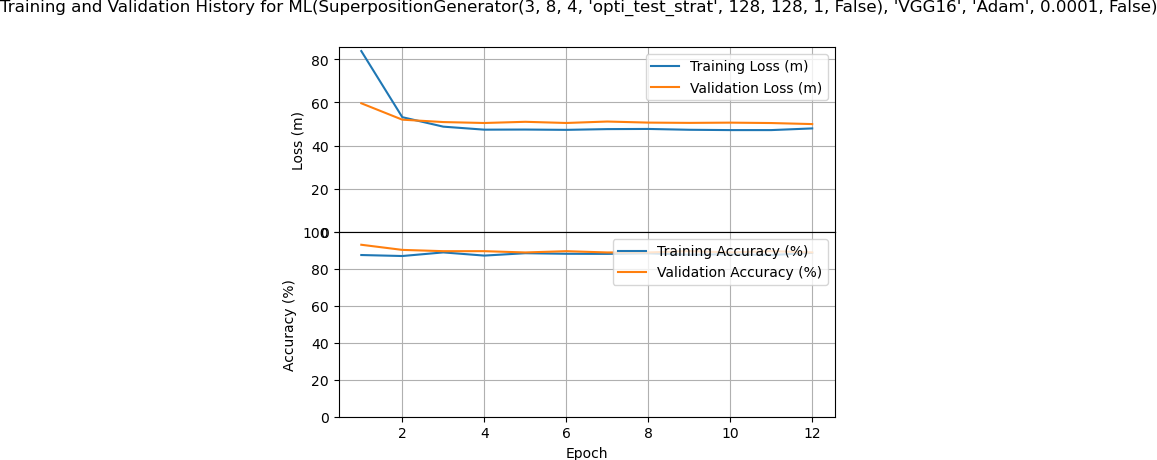 Training and Validation History for ML(SuperpositionGenerator(3, 8, 4, 'opti_test_strat', 128, 128, 1, False), 'VGG16', 'Adam', 0.0001, False)
80
60
40
20
0
Loss (m)
Training Loss (m)
Validation Loss (m)
100
80
60
40
20
0
Accuracy (%)
Training Accuracy (%)
Validation Accuracy (%)
2 4 6 8 10 12
Epoch